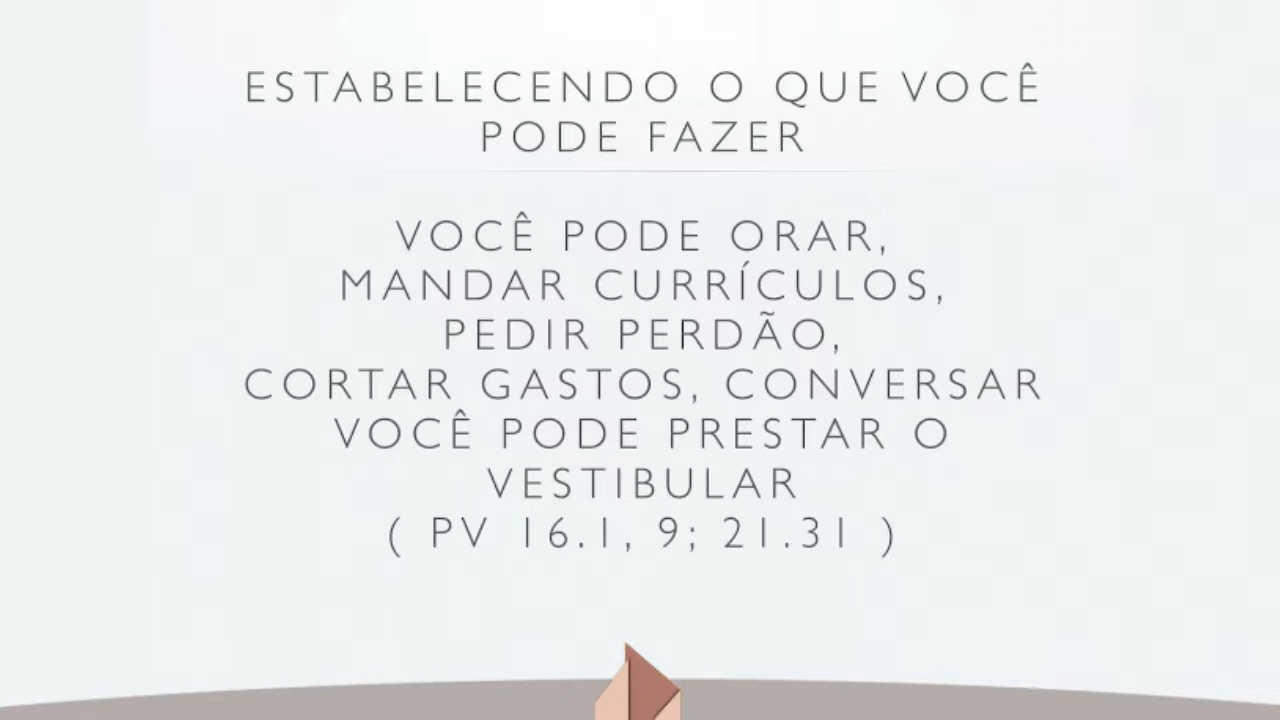 ESTABELECENDO O QUE VOCÊ
PODE FAZER
VOCÊ PODE ORAR,
MANDAR CURRÍCULOS,
PEDIR PERDÃO,
CORTAR GASTOS, CONVERSAR
VOCÊ PODE PRESTAR O
VESTIBULAR
( PV 16.1, 9; 21.31 )